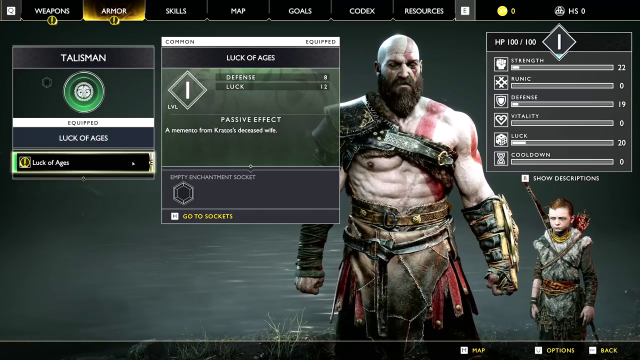 Q WEAPONS ARMOR SKILLS MAP GOALS CODEX RESOURCES E 0 HS 0
TALISMAN
EQUIPPED
LUCK OF AGES
Luck of Ages
COMMON EQUIPPED
LUCK OF AGES
I
LVL
DEFENSE 8
LUCK 12
PASSIVE EFFECT
A memento from Kratos's deceased wife.
EMPTY ENCHANTMENT SOCKET
GO TO SOCKETS
HP 100 / 100 I
STRENGTH 22
RUNIC 0
DEFENSE 19
VITALITY 0
LUCK 20
COOLDOWN 0
SHOW DESCRIPTIONS
MAP OPTIONS BACK